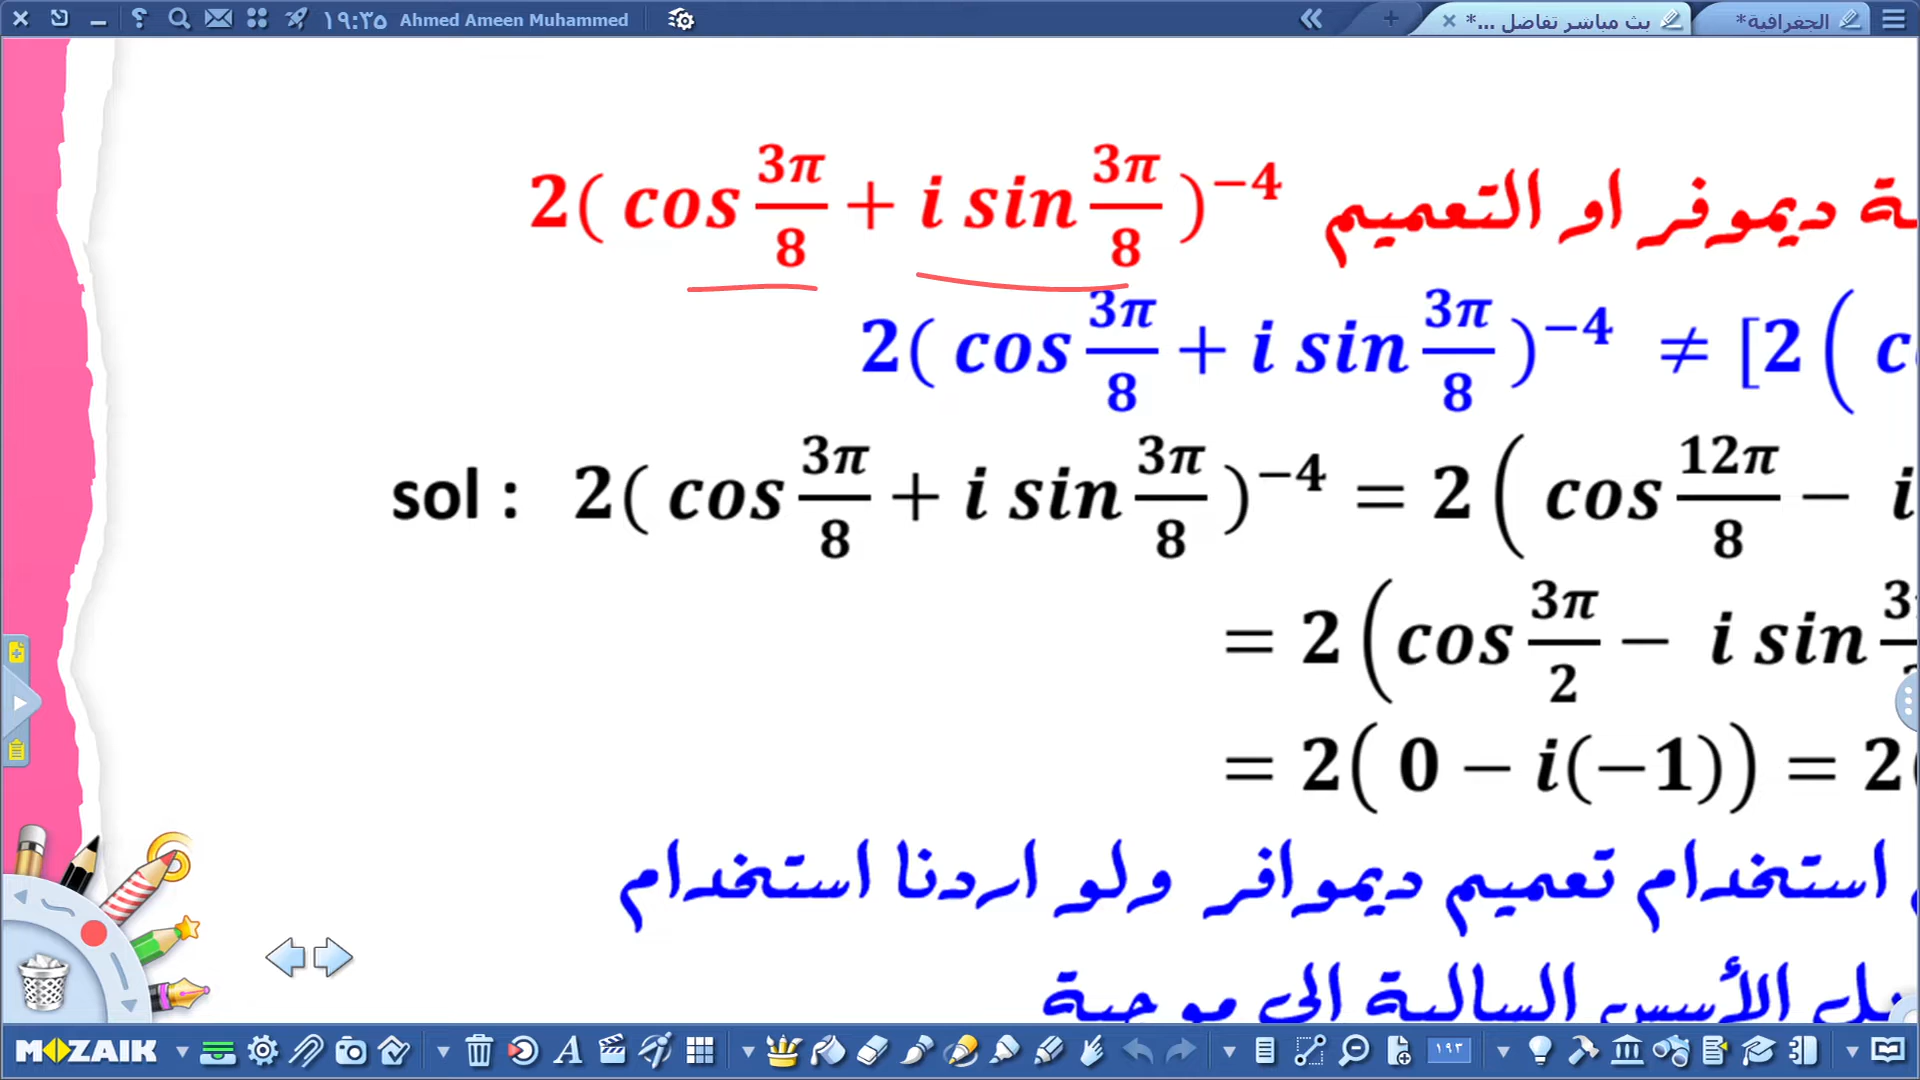 ١٩:٣٥ Ahmed Ameen Muhammed
بث مباشر تفاضل ...*
الجغرافية*
2( cos 3π/8 + i sin 3π/8 )^−4 ة ديموفر او التعميم
2( cos 3π/8 + i sin 3π/8 )^−4 ≠ [2 (
sol : 2( cos 3π/8 + i sin 3π/8 )^−4 = 2 ( cos 12π/8 − i
= 2 (cos 3π/2 − i sin
= 2( 0 − i(−1)) = 2
استخدام تعميم ديموافر ولو اردنا استخدام
الأسس السالبة الى موجبة
MOZAIK
١٩٣